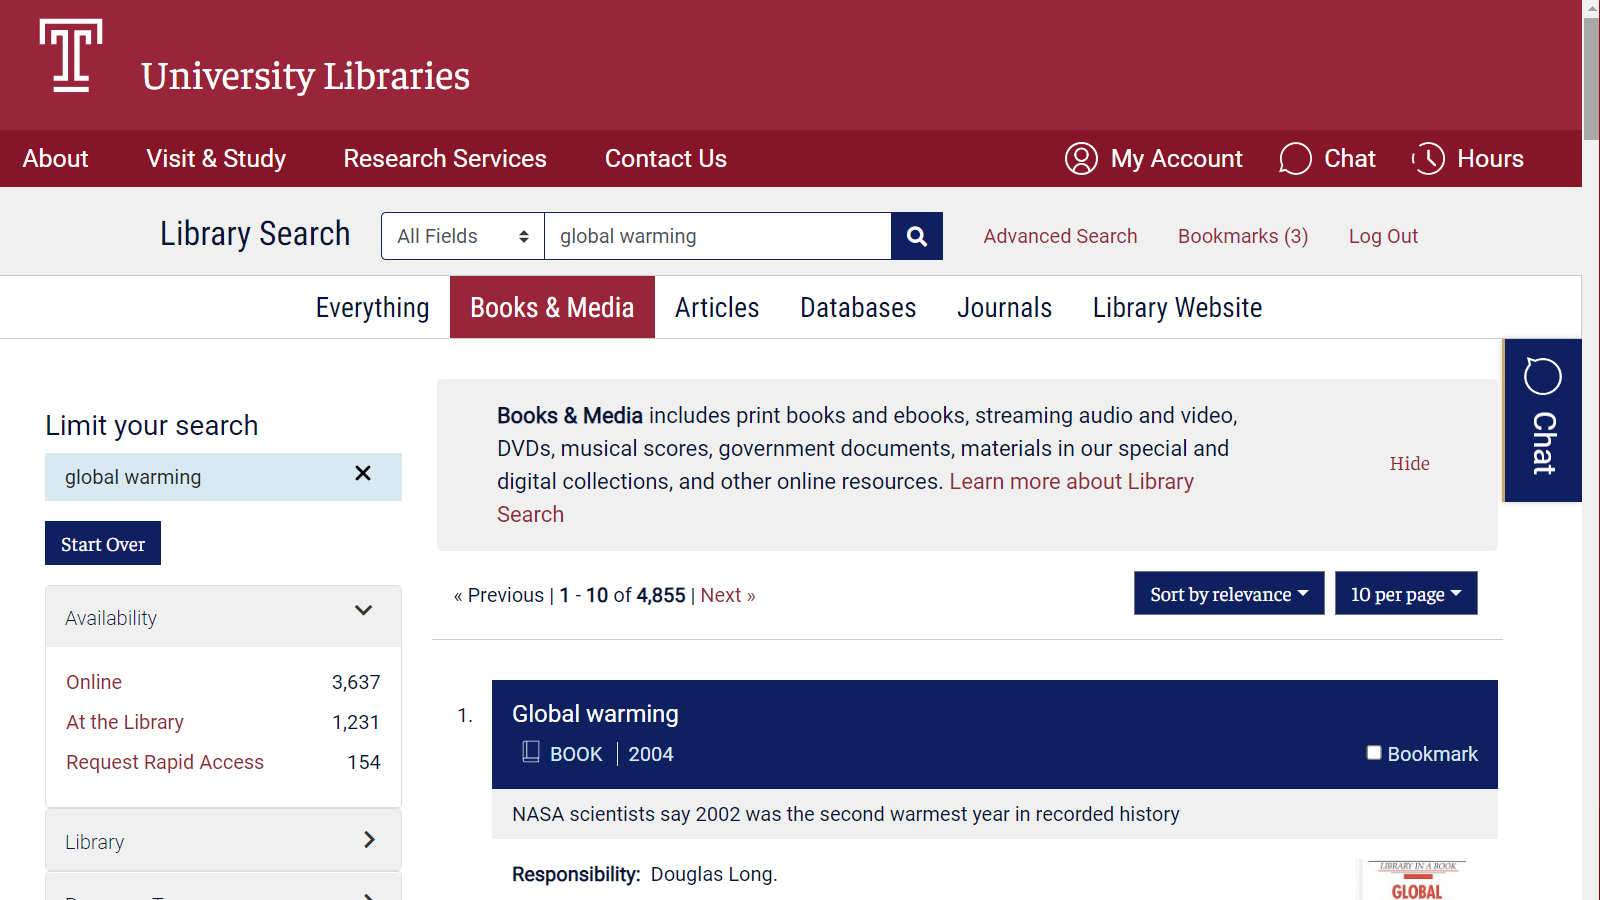 University Libraries
About Visit & Study Research Services Contact Us My Account Chat Hours
Library Search All Fields global warming Advanced Search Bookmarks (3) Log Out
Everything Books & Media Articles Databases Journals Library Website
Chat
Limit your search
global warming
Start Over
Availability
Online 3,637
At the Library 1,231
Request Rapid Access 154
Library
Books & Media includes print books and ebooks, streaming audio and video,
DVDs, musical scores, government documents, materials in our special and
digital collections, and other online resources. Learn more about Library
Search
Hide
« Previous | 1 - 10 of 4,855 | Next »
Sort by relevance 10 per page
1. Global warming
BOOK 2004 Bookmark
NASA scientists say 2002 was the second warmest year in recorded history
Responsibility: Douglas Long.
LIBRARY IN A BOOK
GLOBAL